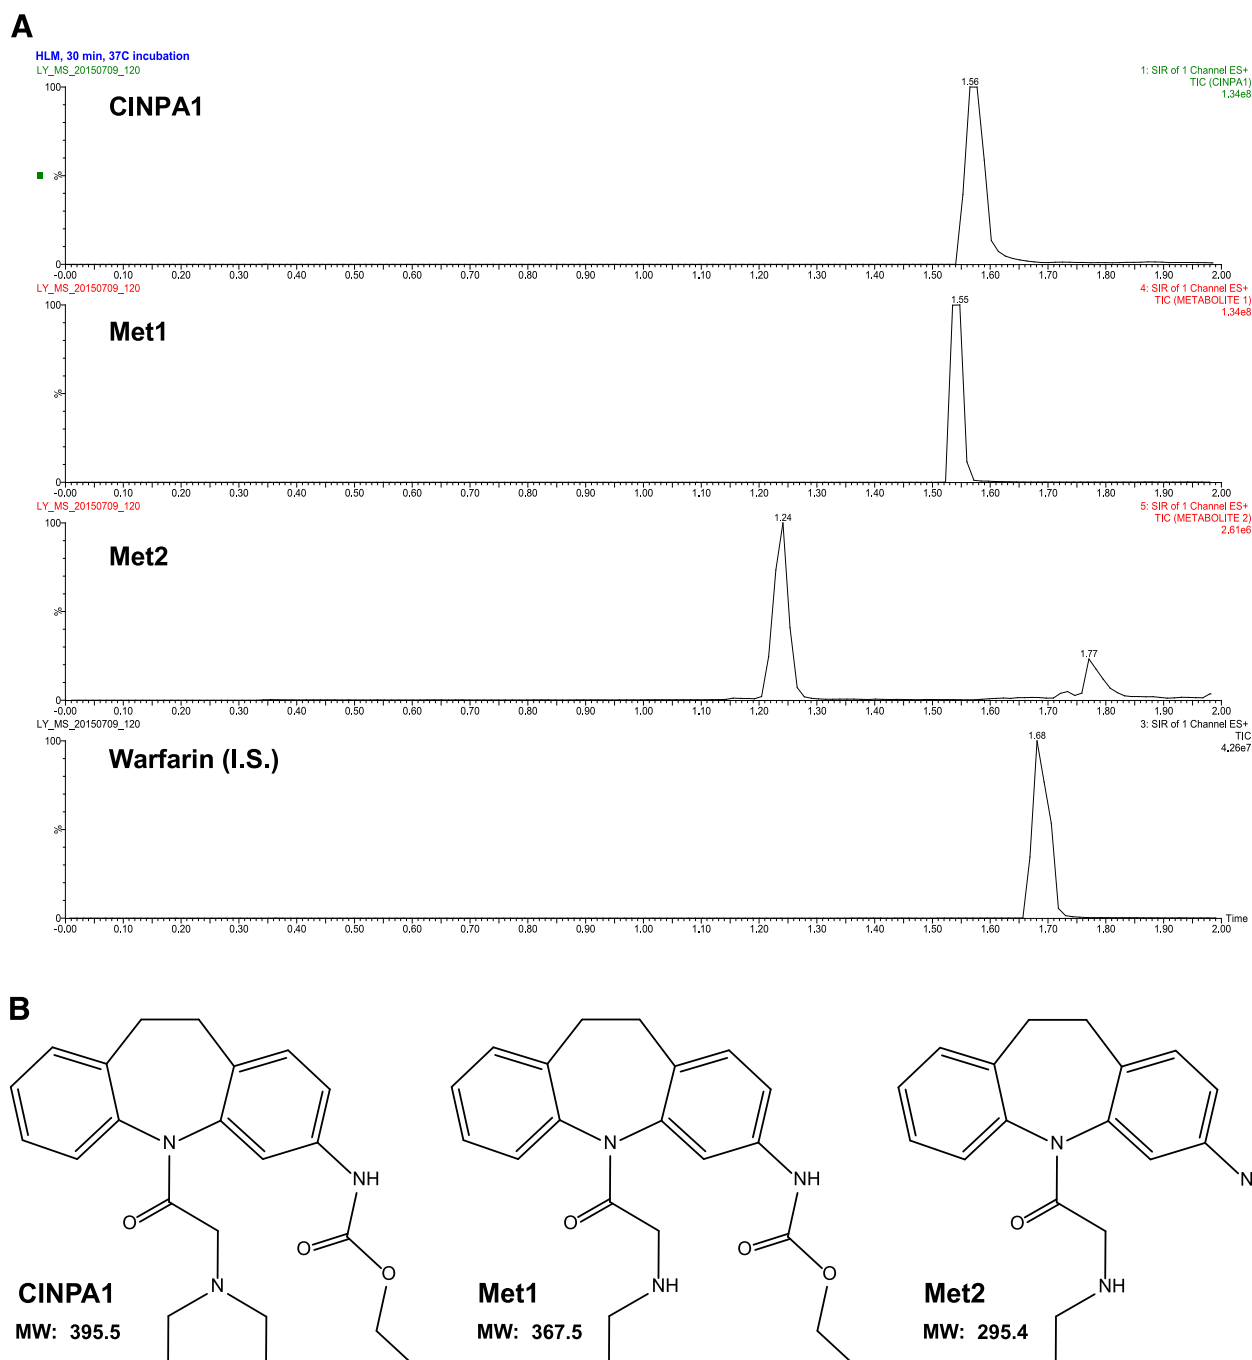 A
HLM, 30 min, 37C incubation
LY_MS_20150709_120
1: SIR of 1 Channel ES+
TIC (CINPA1)
1.34e8
100
CINPA1
1.56
%
0
-0.00 0.10 0.20 0.30 0.40 0.50 0.60 0.70 0.80 0.90 1.00 1.10 1.20 1.30 1.40 1.50 1.60 1.70 1.80 1.90 2.00
LY_MS_20150709_120
4: SIR of 1 Channel ES+
TIC (METABOLITE 1)
1.34e8
100
Met1
1.55
%
0
-0.00 0.10 0.20 0.30 0.40 0.50 0.60 0.70 0.80 0.90 1.00 1.10 1.20 1.30 1.40 1.50 1.60 1.70 1.80 1.90 2.00
LY_MS_20150709_120
5: SIR of 1 Channel ES+
TIC (METABOLITE 2)
2.61e6
100
Met2
1.24
1.77
%
0
-0.00 0.10 0.20 0.30 0.40 0.50 0.60 0.70 0.80 0.90 1.00 1.10 1.20 1.30 1.40 1.50 1.60 1.70 1.80 1.90 2.00
LY_MS_20150709_120
3: SIR of 1 Channel ES+
TIC
4.26e7
100
Warfarin (I.S.)
1.68
%
0
Time
-0.00 0.10 0.20 0.30 0.40 0.50 0.60 0.70 0.80 0.90 1.00 1.10 1.20 1.30 1.40 1.50 1.60 1.70 1.80 1.90 2.00
B
N NH O O O N
CINPA1
MW: 395.5
N NH O O O NH
Met1
MW: 367.5
N N O NH
Met2
MW: 295.4